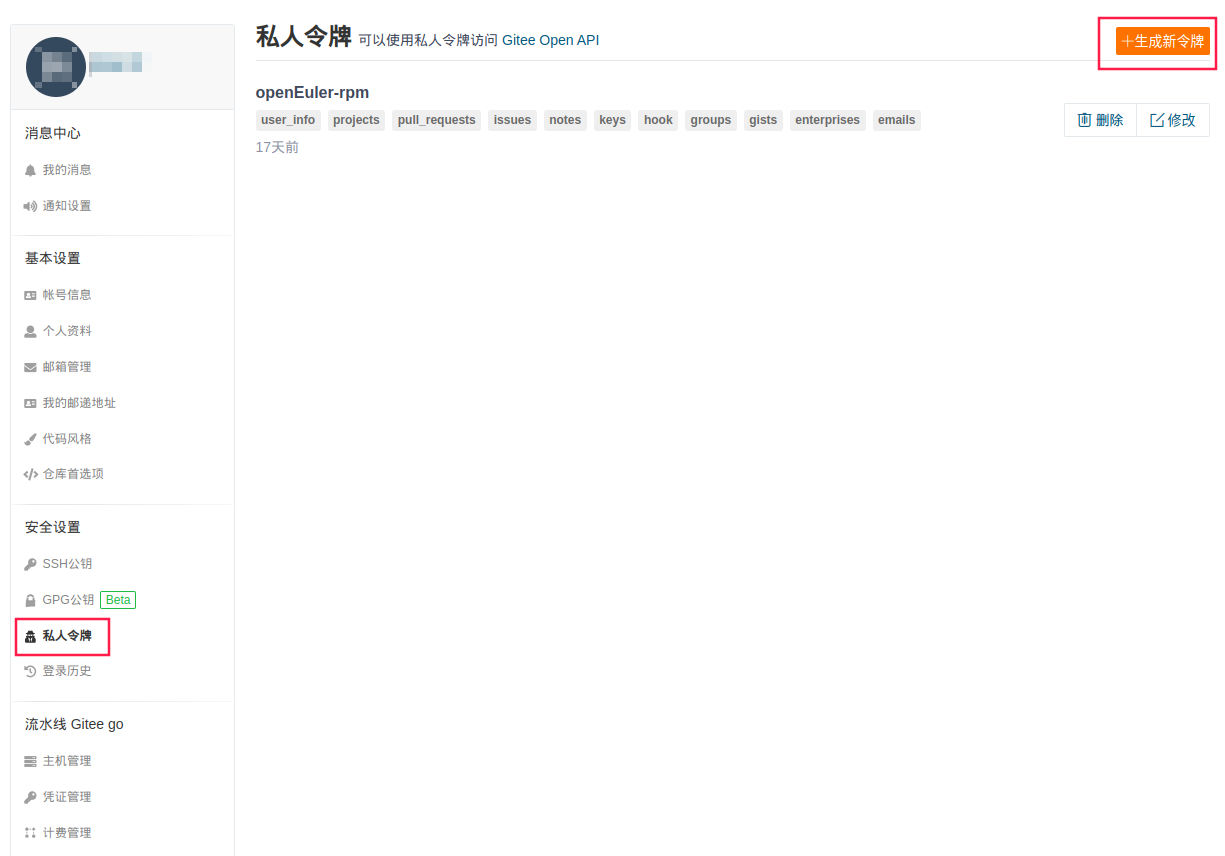 私人令牌 可以使用私人令牌访问 Gitee Open API
+生成新令牌
openEuler-rpm
user_info projects pull_requests issues notes keys hook groups gists enterprises emails
17天前
删除 修改
消息中心
我的消息
通知设置
基本设置
帐号信息
个人资料
邮箱管理
我的邮递地址
代码风格
仓库首选项
安全设置
SSH公钥
GPG公钥 Beta
私人令牌
登录历史
流水线 Gitee go
主机管理
凭证管理
计费管理